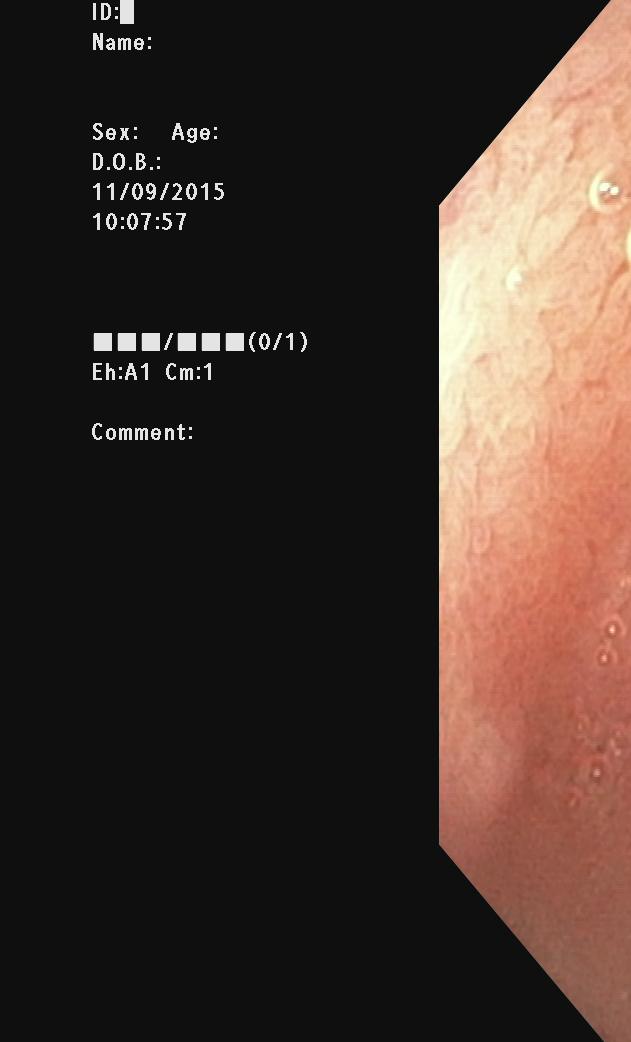 ID:
Name:
Sex: Age:
D.O.B.:
11/09/2015
10:07:57
■■■/■■■(0/1)
Eh:A1 Cm:1
Comment: